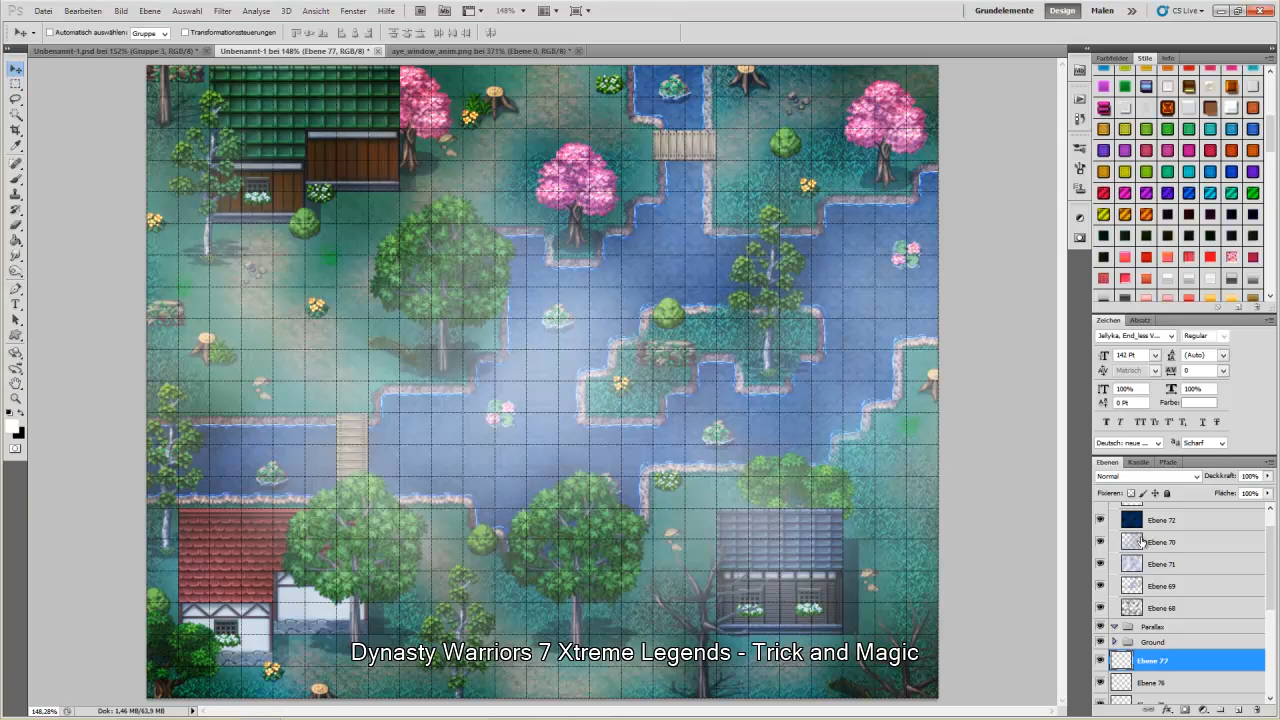 Ps Datei Bearbeiten Bild Ebene Auswahl Filter Analyse 3D Ansicht Fenster Hilfe Br Mb 148% Grundelemente Design Malen CS Live
Automatisch auswählen: Gruppe Transformationssteuerungen
Unbenannt-1.psd bei 152% (Gruppe 3, RGB/8) * Unbenannt-1 bei 148% (Ebene 77, RGB/8) * aye_window_anim.png bei 371% (Ebene 0, RGB/8) *
Farbfelder Stile Info
Zeichen Absatz
Jellyka, End_less V... Regular
142 Pt (Auto)
Metrisch 0
100% 100%
0 Pt Farbe:
Deutsch: neue ... Scharf
Ebenen Kanäle Pfade
Normal Deckkraft: 100%
Fixieren: Fläche: 100%
Ebene 72
Ebene 70
Ebene 71
Ebene 69
Ebene 68
Parallax
Ground
Ebene 77
Ebene 76
Dynasty Warriors 7 Xtreme Legends - Trick and Magic
148,28% Dok: 1,46 MB/63,9 MB